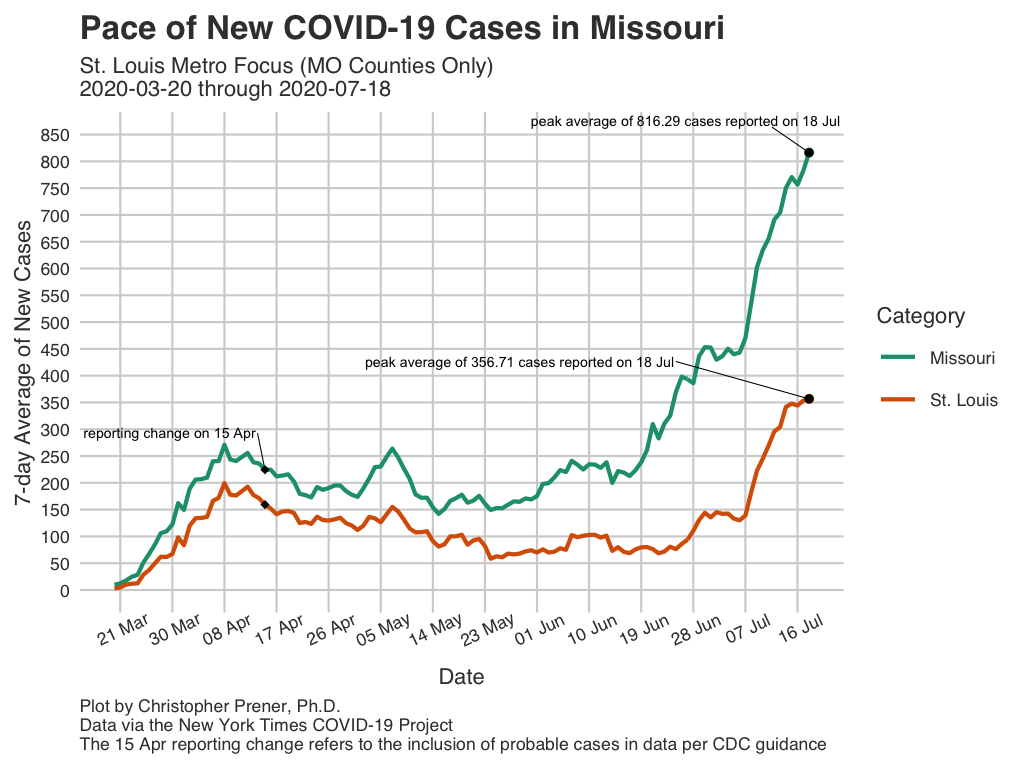 Pace of New COVID-19 Cases in Missouri
St. Louis Metro Focus (MO Counties Only)
2020-03-20 through 2020-07-18
peak average of 816.29 cases reported on 18 Jul
850
800
750
700
650
600
550
500
450
400
350
300
250
200
150
100
50
0
7-day Average of New Cases
peak average of 356.71 cases reported on 18 Jul
reporting change on 15 Apr
Category
Missouri
St. Louis
21 Mar
30 Mar
08 Apr
17 Apr
26 Apr
05 May
14 May
23 May
01 Jun
10 Jun
19 Jun
28 Jun
07 Jul
16 Jul
Date
Plot by Christopher Prener, Ph.D.
Data via the New York Times COVID-19 Project
The 15 Apr reporting change refers to the inclusion of probable cases in data per CDC guidance